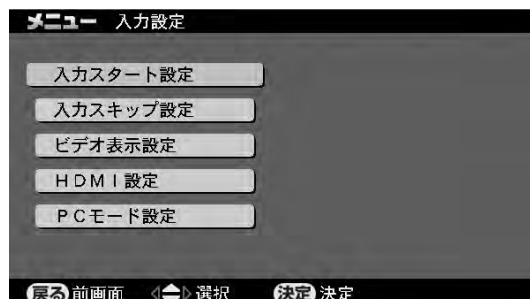 メニュー 入力設定
入力スタート設定
入力スキップ設定
ビデオ表示設定
ＨＤＭＩ設定
ＰＣモード設定
戻る 前画面 選択 決定 決定